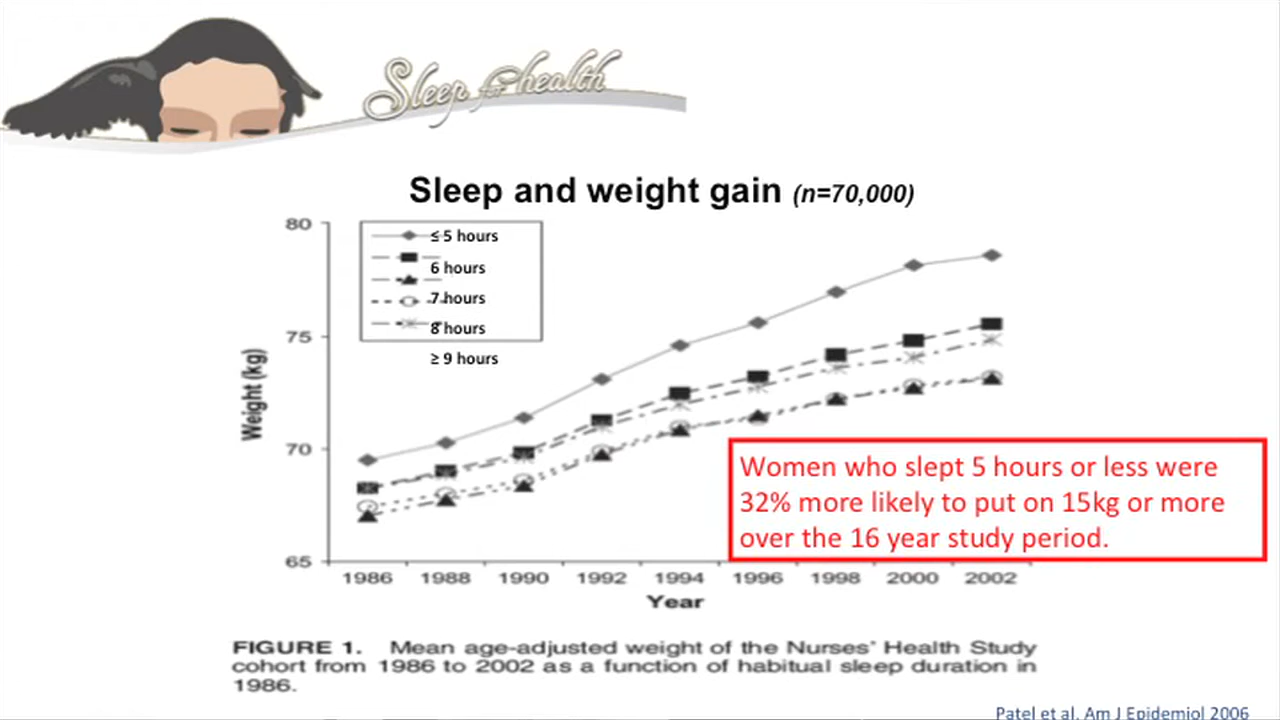 Sleep for health
Sleep and weight gain (n=70,000)
80
75
70
65
Weight (kg)
≤ 5 hours
6 hours
7 hours
8 hours
≥ 9 hours
Women who slept 5 hours or less were
32% more likely to put on 15kg or more
over the 16 year study period.
1986 1988 1990 1992 1994 1996 1998 2000 2002
Year
FIGURE 1. Mean age-adjusted weight of the Nurses' Health Study
cohort from 1986 to 2002 as a function of habitual sleep duration in
1986.
Patel et al. Am J Epidemiol 2006